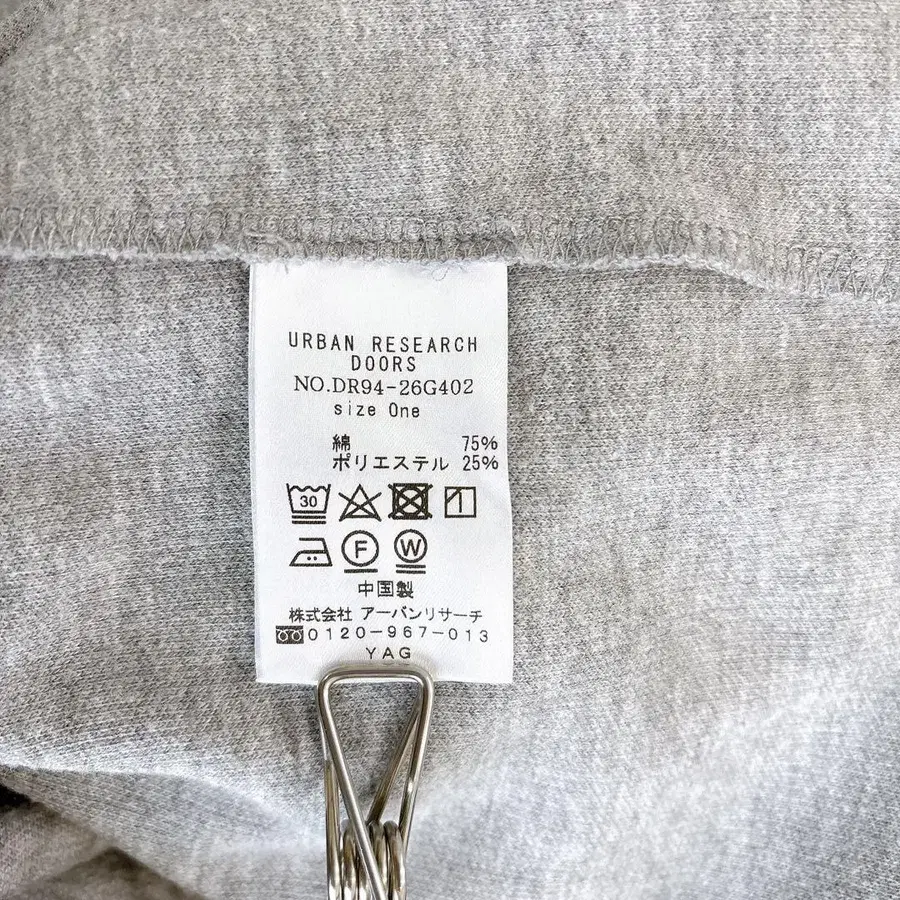 URBAN RESEARCH
DOORS
NO.DR94-26G402
size One
綿 75%
ポリエステル 25%
30
F W
中国製
株式会社 アーバンリサーチ
0120-967-013
YAG